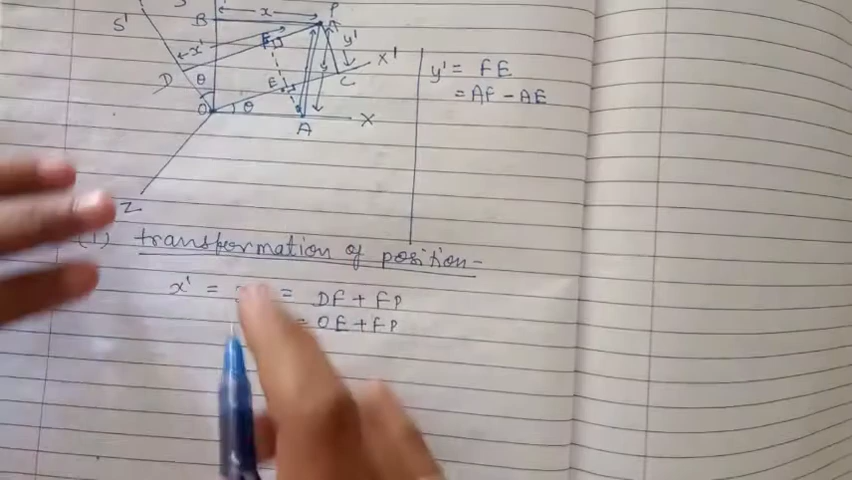 S'
B
x
P
x'
F
y'
X'
D
θ
E
C
O
θ
A
X
Z
y' = FE
= AF - AE
(1) transformation of position-
x' = = DF + FP
= OE + FP